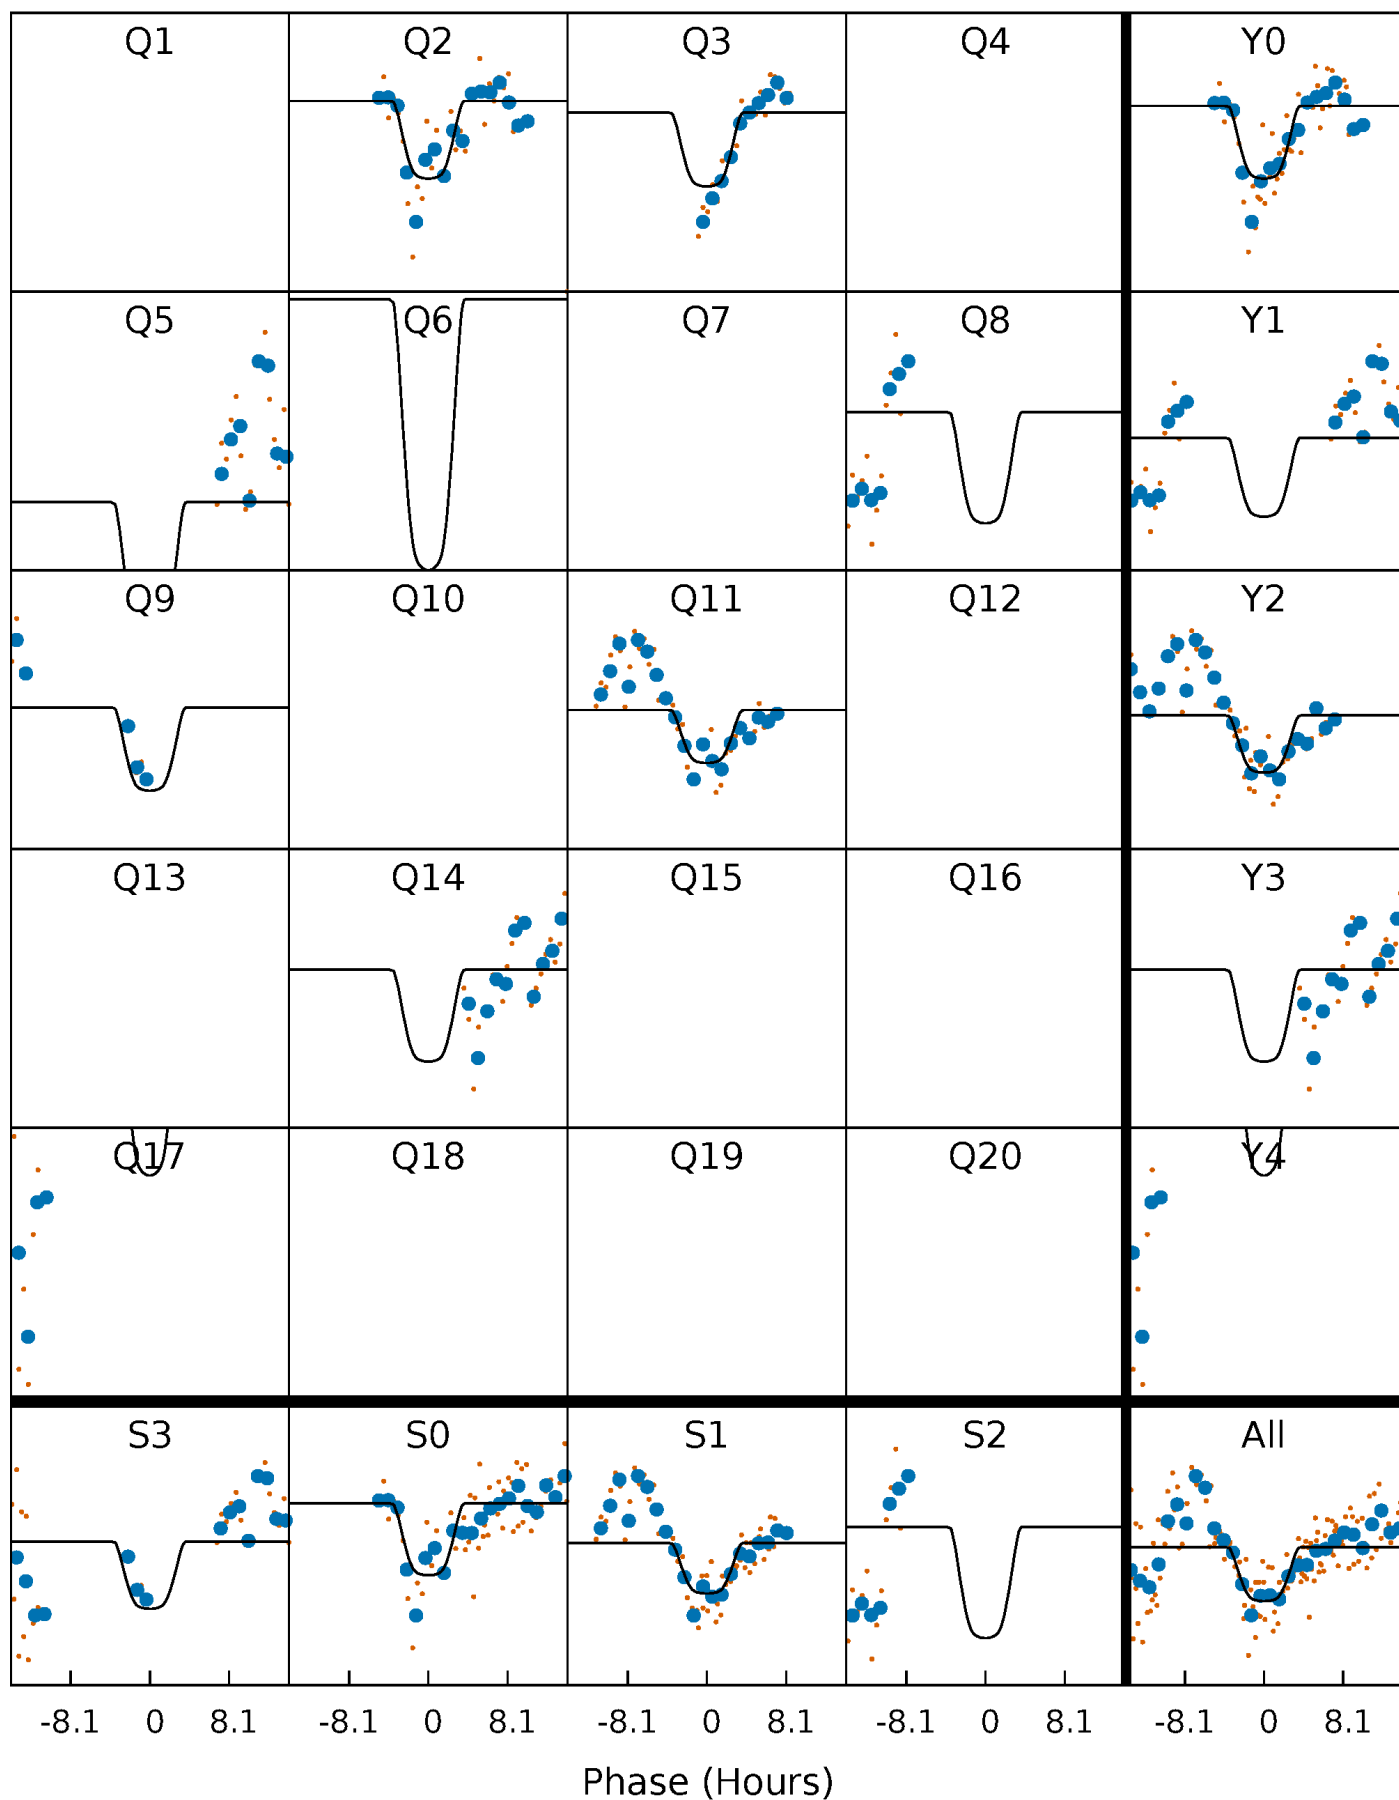 Q1 Q2 Q3 Q4 Y0
Q5 Q6 Q7 Q8 Y1
Q9 Q10 Q11 Q12 Y2
Q13 Q14 Q15 Q16 Y3
Q17 Q18 Q19 Q20 Y4
S3 S0 S1 S2 All
-8.1 0 8.1 -8.1 0 8.1 -8.1 0 8.1 -8.1 0 8.1 -8.1 0 8.1
Phase (Hours)